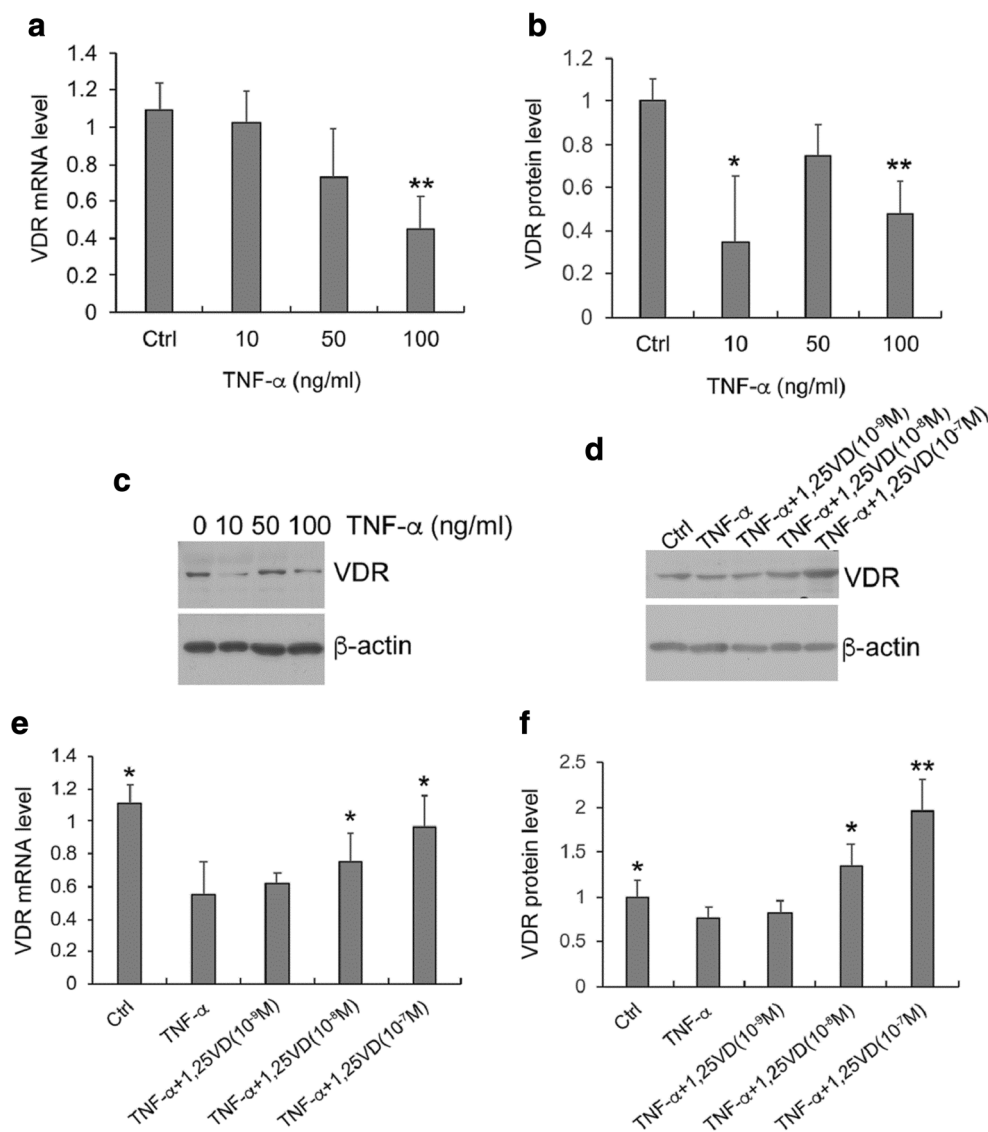 a
VDR mRNA level
1.4
1.2
1
0.8
0.6
0.4
0.2
0
**
Ctrl 10 50 100
TNF-α (ng/ml)
b
VDR protein level
1.2
1
0.8
0.6
0.4
0.2
0
* **
Ctrl 10 50 100
TNF-α (ng/ml)
c
0 10 50 100 TNF-α (ng/ml)
VDR
β-actin
d
Ctrl
TNF-α
TNF-α+1,25VD(10⁻⁹M)
TNF-α+1,25VD(10⁻⁸M)
TNF-α+1,25VD(10⁻⁷M)
VDR
β-actin
e
VDR mRNA level
1.4
1.2
1
0.8
0.6
0.4
0.2
0
* * *
Ctrl
TNF-α
TNF-α+1,25VD(10⁻⁹M)
TNF-α+1,25VD(10⁻⁸M)
TNF-α+1,25VD(10⁻⁷M)
f
VDR protein level
2.5
2
1.5
1
0.5
0
* * **
Ctrl
TNF-α
TNF-α+1,25VD(10⁻⁹M)
TNF-α+1,25VD(10⁻⁸M)
TNF-α+1,25VD(10⁻⁷M)